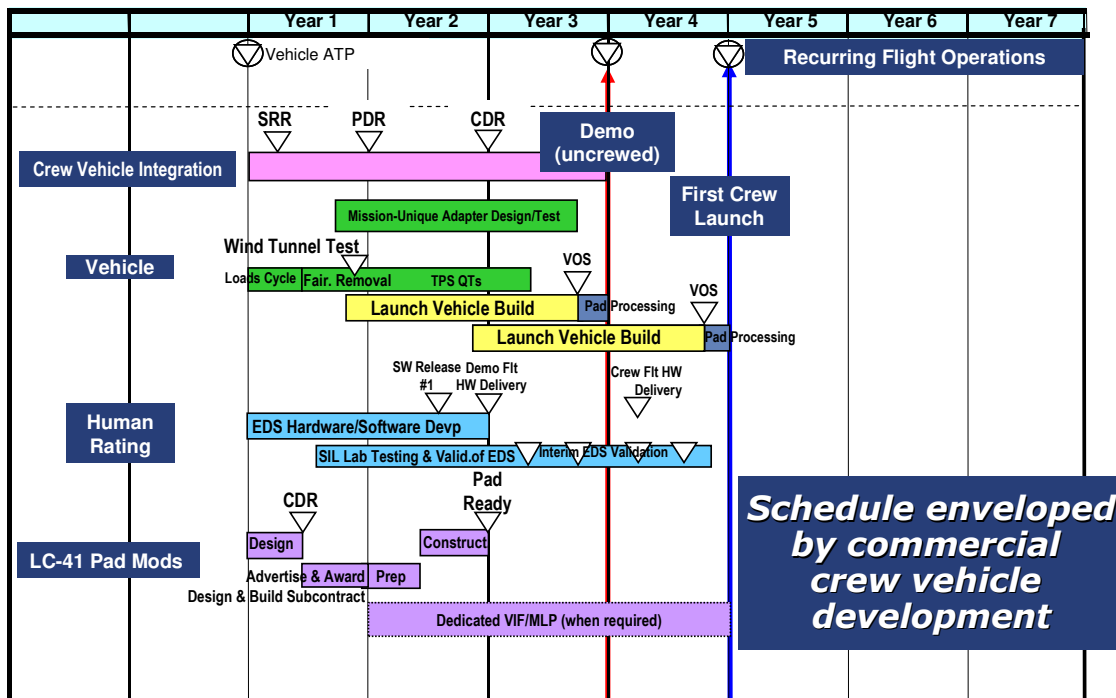 Year 1 Year 2 Year 3 Year 4 Year 5 Year 6 Year 7
Vehicle ATP
Recurring Flight Operations
SRR PDR CDR
Demo
(uncrewed)
Crew Vehicle Integration
First Crew
Launch
Mission-Unique Adapter Design/Test
Wind Tunnel Test
Vehicle
VOS
Loads Cycle Fair. Removal TPS QTs
Launch Vehicle Build Pad Processing
VOS
Launch Vehicle Build Pad Processing
SW Release
#1
Demo Flt
HW Delivery
Crew Flt HW
Delivery
Human
Rating
EDS Hardware/Software Devp
SIL Lab Testing & Valid.of EDS Interim EDS Validation
Pad
Ready
CDR
LC-41 Pad Mods
Design Construct
Advertise & Award Prep
Design & Build Subcontract
Dedicated VIF/MLP (when required)
Schedule enveloped
by commercial
crew vehicle
development